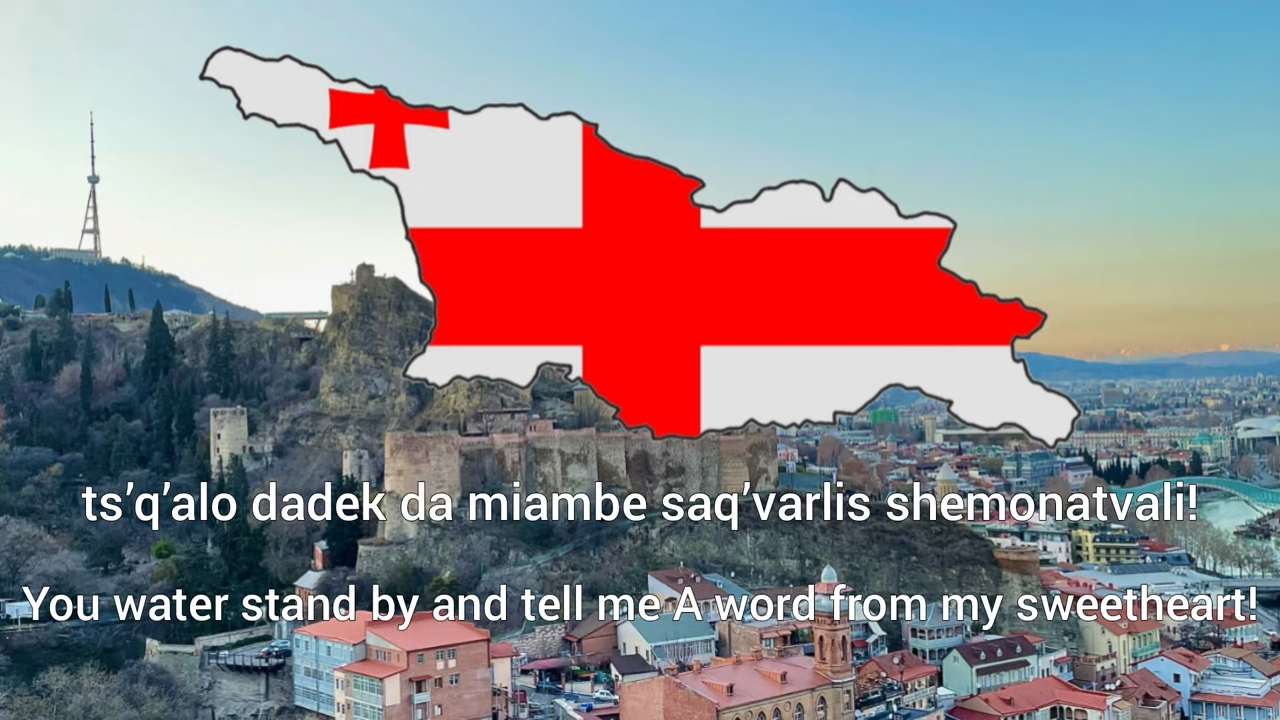 ts’q’alo dadek da miambe saq’varlis shemonatvali!
You water stand by and tell me A word from my sweetheart!